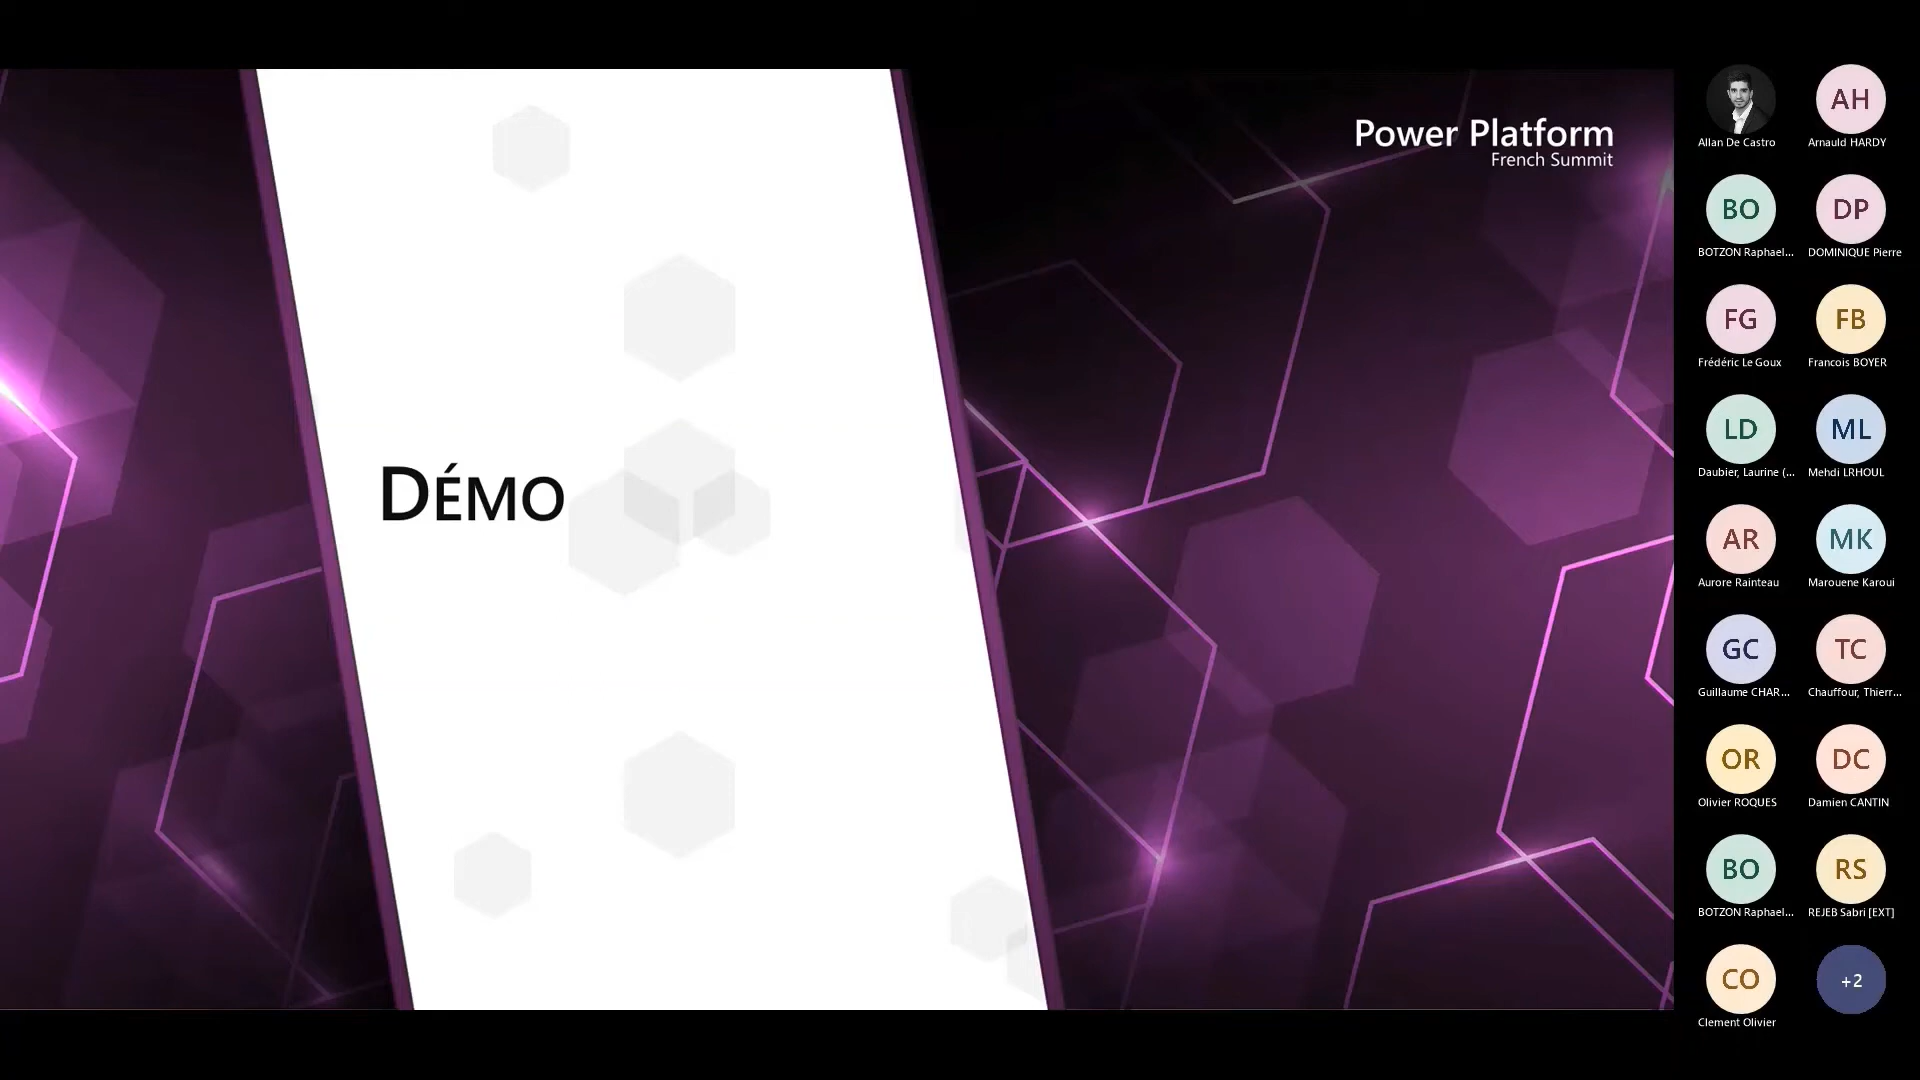 Power Platform
French Summit
DÉMO
Allan De Castro
AH
Arnauld HARDY
BO
BOTZON Raphael...
DP
DOMINIQUE Pierre
FG
Frédéric Le Goux
FB
Francois BOYER
LD
Daubier, Laurine (...
ML
Mehdi LRHOUL
AR
Aurore Rainteau
MK
Marouene Karoui
GC
Guillaume CHAR...
TC
Chauffour, Thierr...
OR
Olivier ROQUES
DC
Damien CANTIN
BO
BOTZON Raphael...
RS
REJEB Sabri [EXT]
CO
Clement Olivier
+2